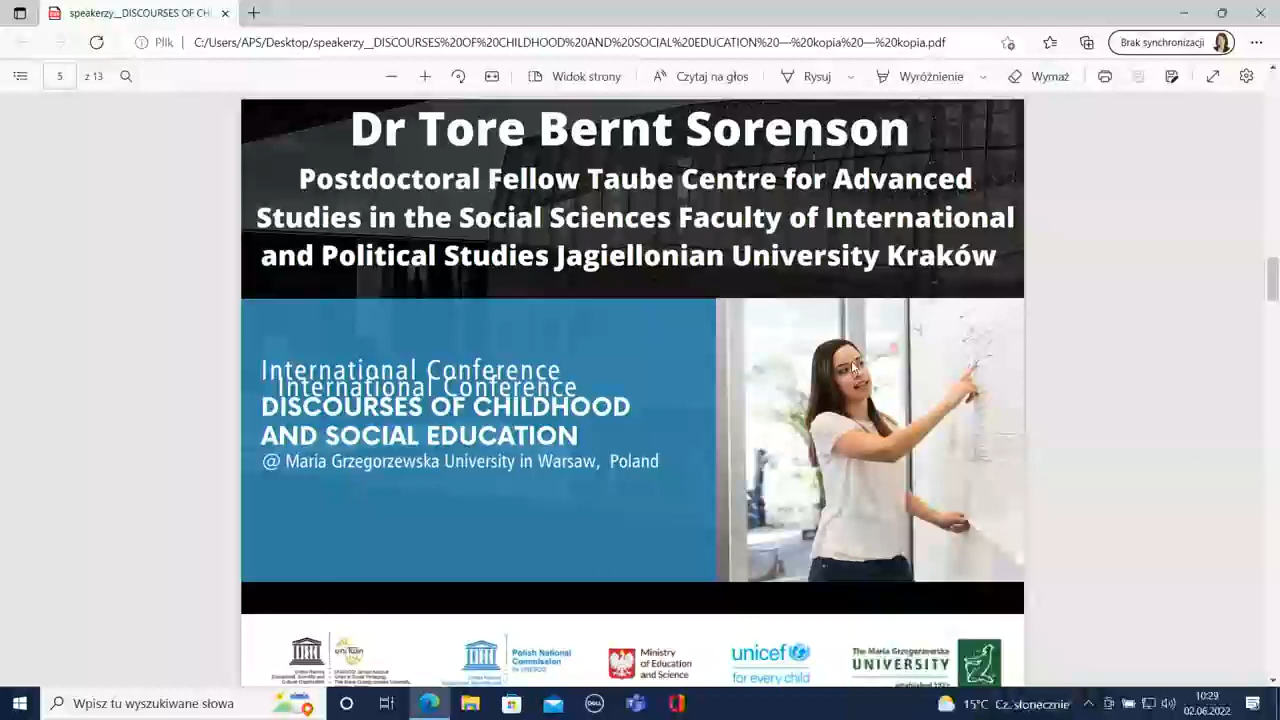 speakerzy__DISCOURSES OF CHI
Plik
C:/Users/APS/Desktop/speakerzy__DISCOURSES%20OF%20CHILDHOOD%20AND%20SOCIAL%20EDUCATION%20—%20kopia%20—%20kopia.pdf
Brak synchronizacji
5 z 13
Widok strony
Czytaj na głos
Rysuj
Wyróżnienie
Wymaż
Dr Tore Bernt Sorenson
Postdoctoral Fellow Taube Centre for Advanced
Studies in the Social Sciences Faculty of International
and Political Studies Jagiellonian University Kraków
International Conference
International Conference
DISCOURSES OF CHILDHOOD
AND SOCIAL EDUCATION
@ Maria Grzegorzewska University in Warsaw, Poland
Polish National
Commission
for UNESCO
Ministry
of Education
and Science
unicef
for every child
The Maria Grzegorzewska
UNIVERSITY
Wpisz tu wyszukiwane słowa
DELL
15°C Cz. słonecznie
10:29
02.06.2022